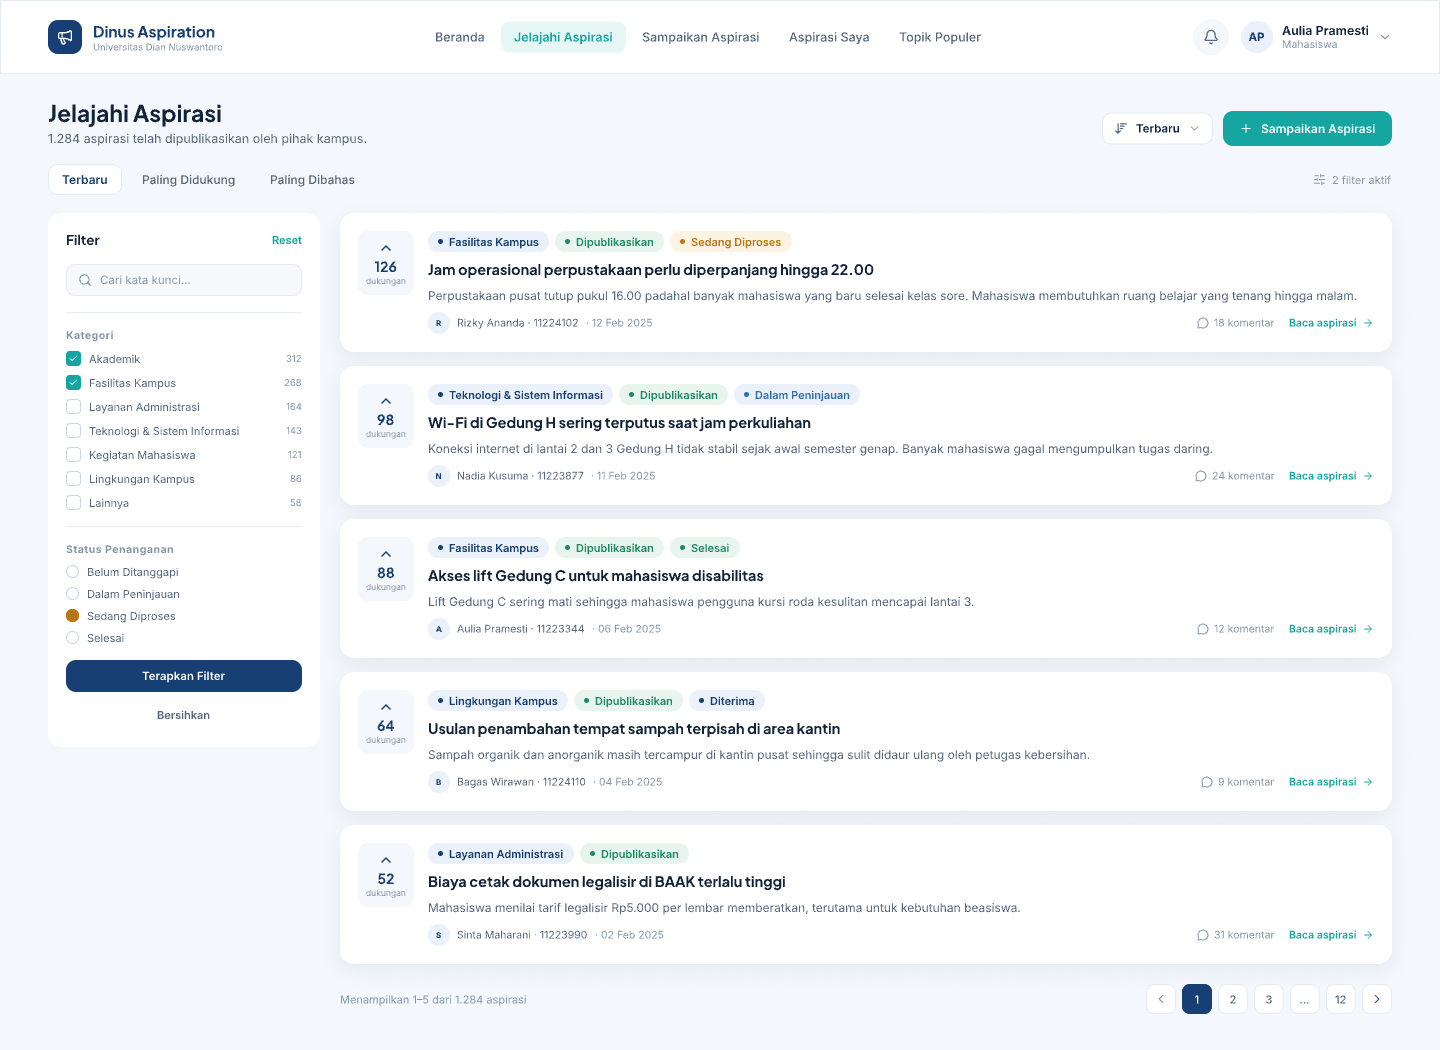 Dinus Aspiration
Universitas Dian Nuswantoro
Beranda
Jelajahi Aspirasi
Sampaikan Aspirasi
Aspirasi Saya
Topik Populer
AP
Aulia Pramesti
Mahasiswa
Jelajahi Aspirasi
1.284 aspirasi telah dipublikasikan oleh pihak kampus.
Terbaru
Sampaikan Aspirasi
Terbaru
Paling Didukung
Paling Dibahas
2 filter aktif
Filter
Reset
Cari kata kunci...
Kategori
Akademik 312
Fasilitas Kampus 268
Layanan Administrasi 164
Teknologi & Sistem Informasi 143
Kegiatan Mahasiswa 121
Lingkungan Kampus 86
Lainnya 58
Status Penanganan
Belum Ditanggapi
Dalam Peninjauan
Sedang Diproses
Selesai
Terapkan Filter
Bersihkan
126
dukungan
Fasilitas Kampus
Dipublikasikan
Sedang Diproses
Jam operasional perpustakaan perlu diperpanjang hingga 22.00
Perpustakaan pusat tutup pukul 16.00 padahal banyak mahasiswa yang baru selesai kelas sore. Mahasiswa membutuhkan ruang belajar yang tenang hingga malam.
R
Rizky Ananda · 11224102 · 12 Feb 2025
18 komentar
Baca aspirasi
98
dukungan
Teknologi & Sistem Informasi
Dipublikasikan
Dalam Peninjauan
Wi-Fi di Gedung H sering terputus saat jam perkuliahan
Koneksi internet di lantai 2 dan 3 Gedung H tidak stabil sejak awal semester genap. Banyak mahasiswa gagal mengumpulkan tugas daring.
N
Nadia Kusuma · 11223877 · 11 Feb 2025
24 komentar
Baca aspirasi
88
dukungan
Fasilitas Kampus
Dipublikasikan
Selesai
Akses lift Gedung C untuk mahasiswa disabilitas
Lift Gedung C sering mati sehingga mahasiswa pengguna kursi roda kesulitan mencapai lantai 3.
A
Aulia Pramesti · 11223344 · 06 Feb 2025
12 komentar
Baca aspirasi
64
dukungan
Lingkungan Kampus
Dipublikasikan
Diterima
Usulan penambahan tempat sampah terpisah di area kantin
Sampah organik dan anorganik masih tercampur di kantin pusat sehingga sulit didaur ulang oleh petugas kebersihan.
B
Bagas Wirawan · 11224110 · 04 Feb 2025
9 komentar
Baca aspirasi
52
dukungan
Layanan Administrasi
Dipublikasikan
Biaya cetak dokumen legalisir di BAAK terlalu tinggi
Mahasiswa menilai tarif legalisir Rp5.000 per lembar memberatkan, terutama untuk kebutuhan beasiswa.
S
Sinta Maharani · 11223990 · 02 Feb 2025
31 komentar
Baca aspirasi
Menampilkan 1–5 dari 1.284 aspirasi
1
2
3
...
12